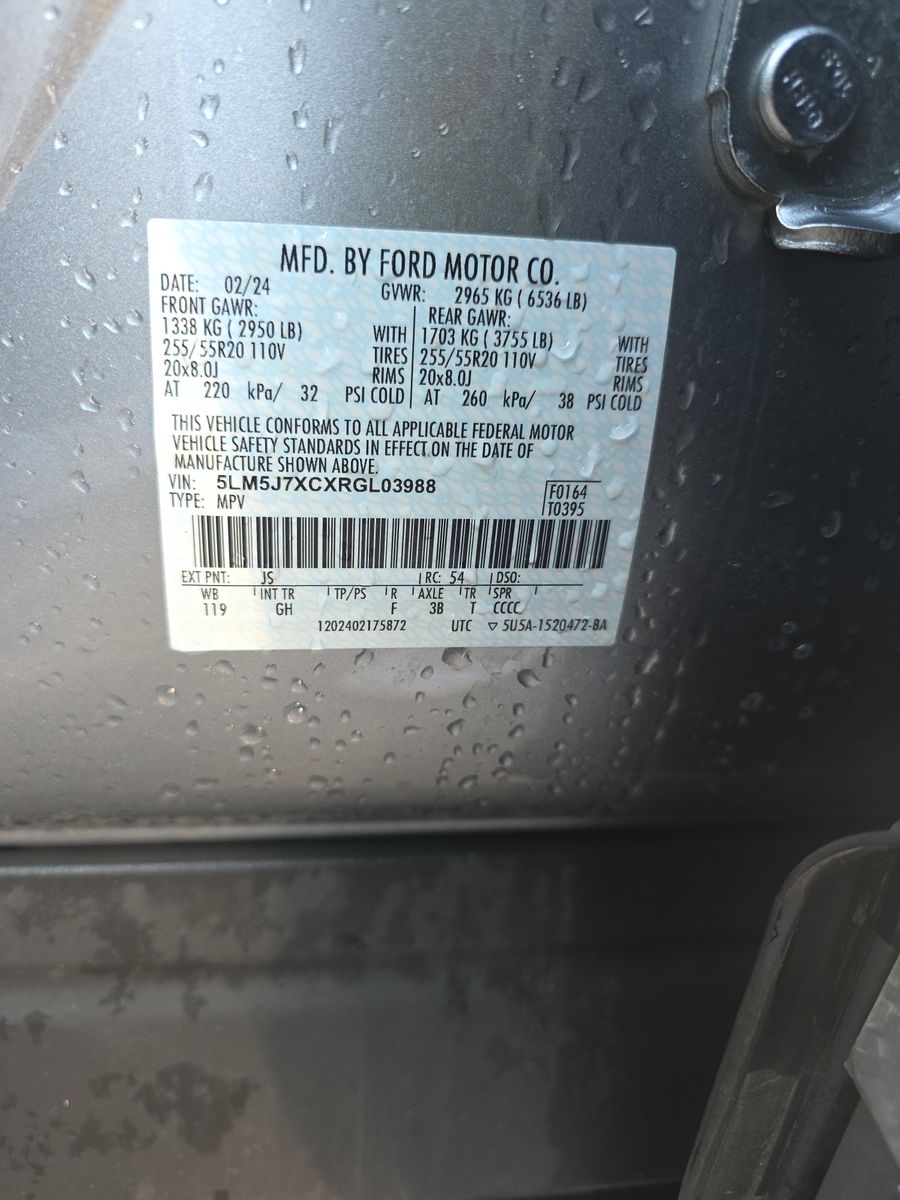 MFD. BY FORD MOTOR CO.
DATE: 02/24 GVWR: 2965 KG ( 6536 LB)
FRONT GAWR: REAR GAWR:
1338 KG ( 2950 LB) WITH 1703 KG ( 3755 LB) WITH
255/55R20 110V TIRES 255/55R20 110V TIRES
20x8.0J RIMS 20x8.0J RIMS
AT 220 kPa/ 32 PSI COLD AT 260 kPa/ 38 PSI COLD
THIS VEHICLE CONFORMS TO ALL APPLICABLE FEDERAL MOTOR
VEHICLE SAFETY STANDARDS IN EFFECT ON THE DATE OF
MANUFACTURE SHOWN ABOVE.
VIN: 5LM5J7XCXRGL03988 F0164
TYPE: MPV T0395
EXT PNT: JS RC: 54 DSO:
WB INT TR TP/PS R AXLE TR SPR
119 GH F 3B T CCCC
1202402175872 UTC ▽ 5U5A-1520472-BA